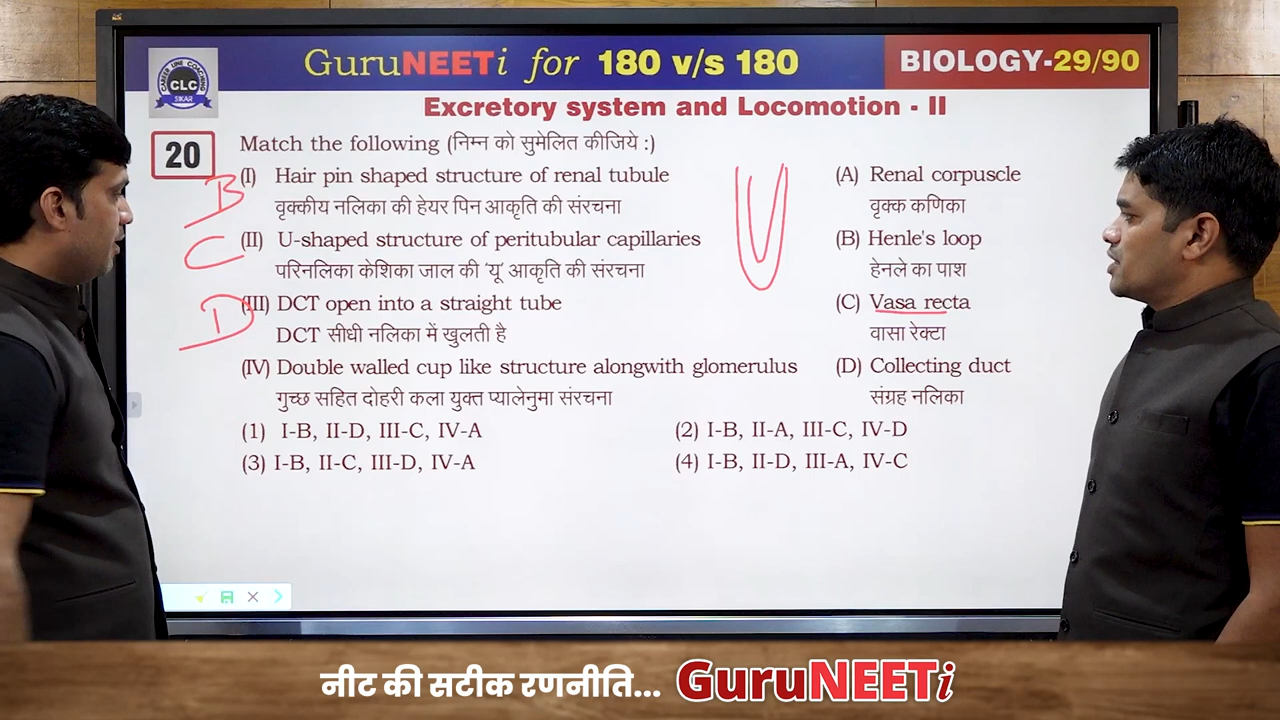 GuruNEETi for 180 v/s 180
BIOLOGY-29/90
CAREER LINE COACHING
CLC
SIKAR
Excretory system and Locomotion - II
20 Match the following (निम्न को सुमेलित कीजिये :)
B (I) Hair pin shaped structure of renal tubule (A) Renal corpuscle
वृक्कीय नलिका की हेयर पिन आकृति की संरचना वृक्क कणिका
C (II) U-shaped structure of peritubular capillaries (B) Henle's loop
परिनलिका केशिका जाल की 'यू' आकृति की संरचना हेनले का पाश
D (III) DCT open into a straight tube (C) Vasa recta
DCT सीधी नलिका में खुलती है वासा रेक्टा
(IV) Double walled cup like structure alongwith glomerulus (D) Collecting duct
गुच्छ सहित दोहरी कला युक्त प्यालेनुमा संरचना संग्रह नलिका
(1) I-B, II-D, III-C, IV-A (2) I-B, II-A, III-C, IV-D
(3) I-B, II-C, III-D, IV-A (4) I-B, II-D, III-A, IV-C
नीट की सटीक रणनीति... GuruNEETi